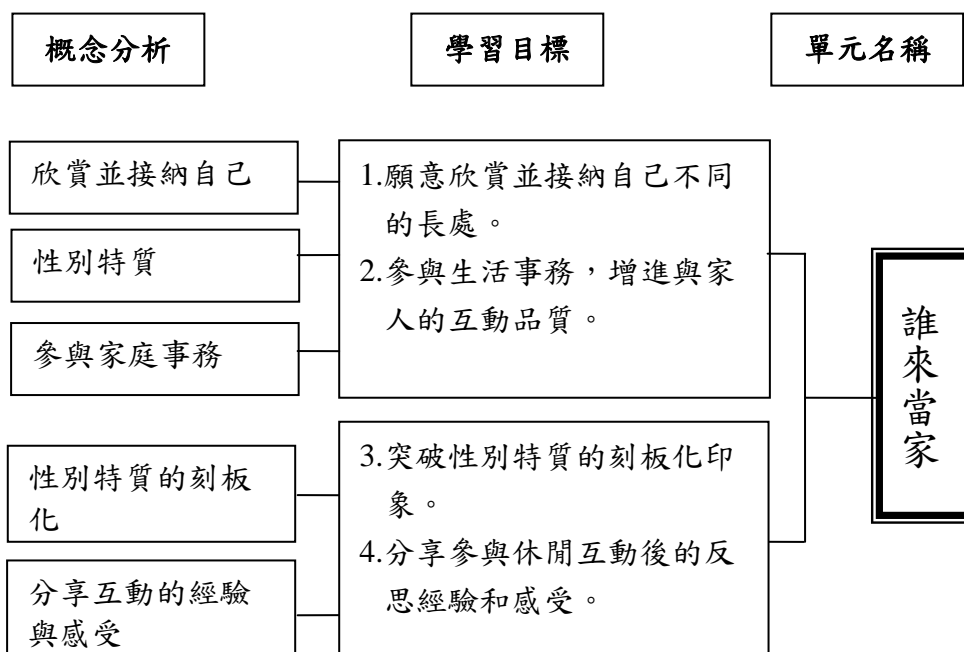 概念分析
學習目標
單元名稱
欣賞並接納自己
性別特質
參與家庭事務
1.願意欣賞並接納自己不同
的長處。
2.參與生活事務，增進與家
人的互動品質。
性別特質的刻板
化
分享互動的經驗
與感受
3.突破性別特質的刻板化印
象。
4.分享參與休閒互動後的反
思經驗和感受。
誰來當家